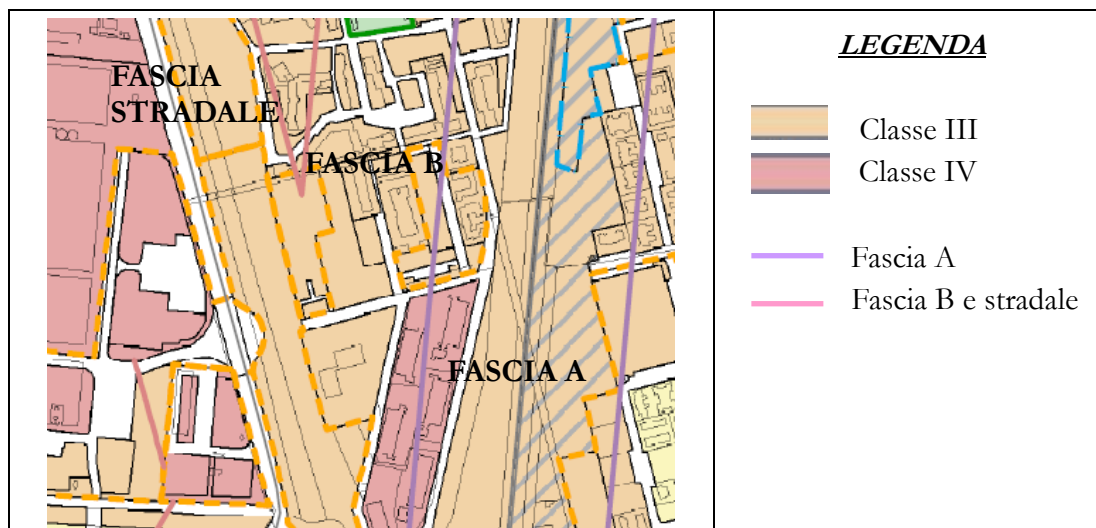 FASCIA
STRADALE
FASCIA B
FASCIA A
LEGENDA
Classe III
Classe IV
Fascia A
Fascia B e stradale